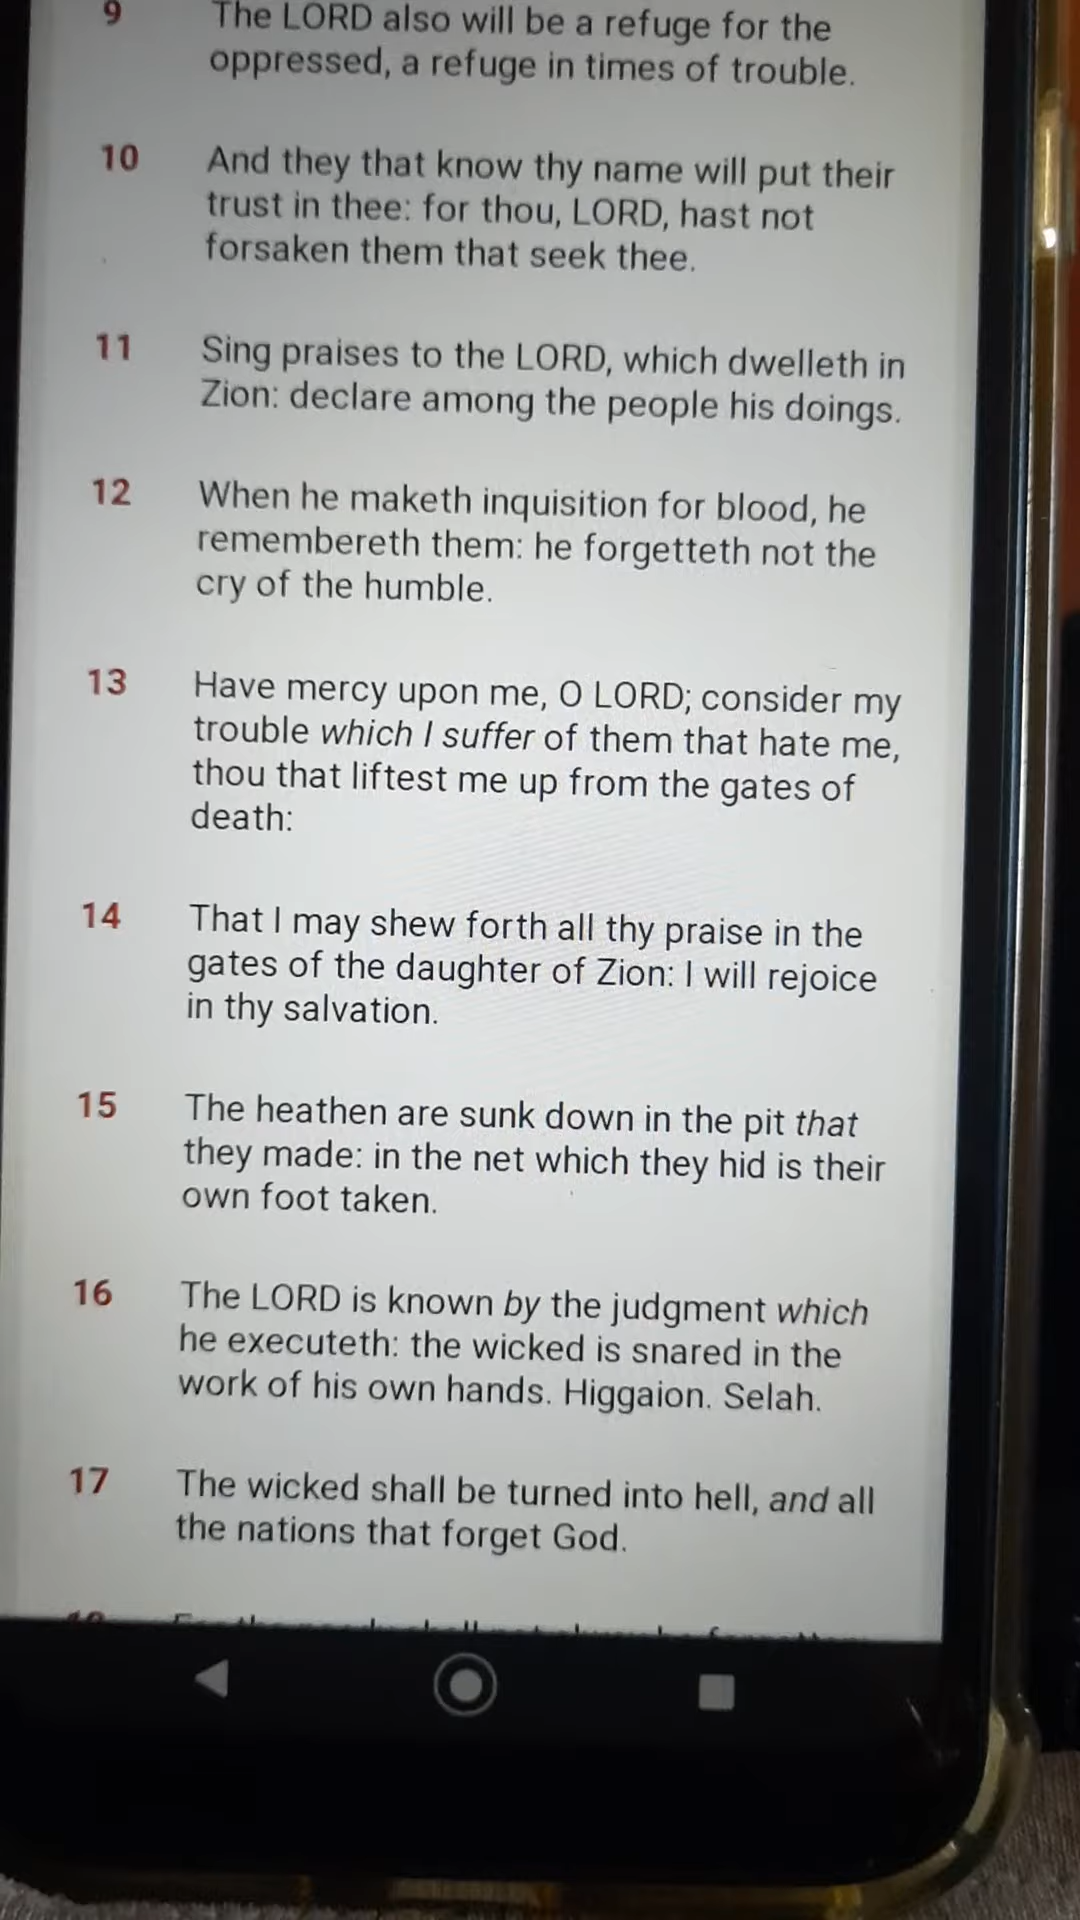 9 The LORD also will be a refuge for the
oppressed, a refuge in times of trouble.
10 And they that know thy name will put their
trust in thee: for thou, LORD, hast not
forsaken them that seek thee.
11 Sing praises to the LORD, which dwelleth in
Zion: declare among the people his doings.
12 When he maketh inquisition for blood, he
remembereth them: he forgetteth not the
cry of the humble.
13 Have mercy upon me, O LORD; consider my
trouble which I suffer of them that hate me,
thou that liftest me up from the gates of
death:
14 That I may shew forth all thy praise in the
gates of the daughter of Zion: I will rejoice
in thy salvation.
15 The heathen are sunk down in the pit that
they made: in the net which they hid is their
own foot taken.
16 The LORD is known by the judgment which
he executeth: the wicked is snared in the
work of his own hands. Higgaion. Selah.
17 The wicked shall be turned into hell, and all
the nations that forget God.